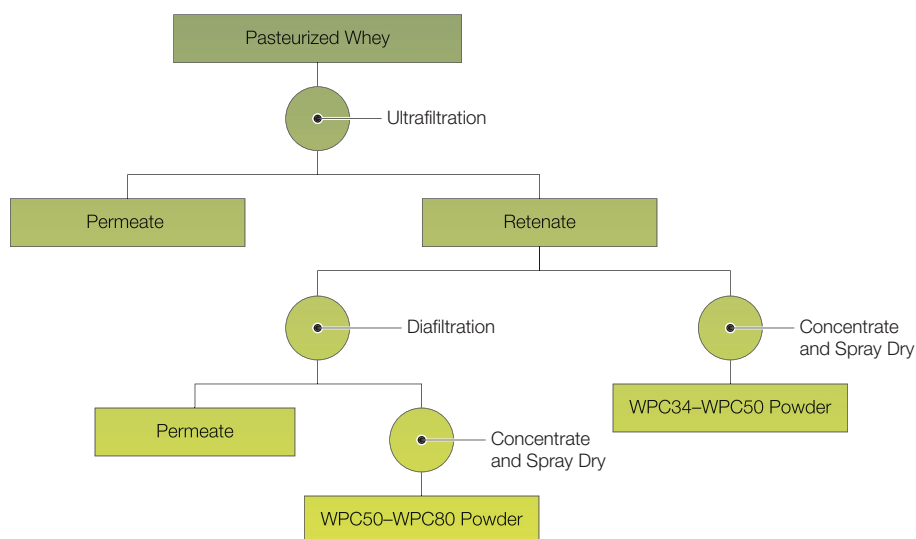 Pasteurized Whey
Ultrafiltration
Permeate
Retenate
Diafiltration
Concentrate
and Spray Dry
Permeate
WPC34–WPC50 Powder
Concentrate
and Spray Dry
WPC50–WPC80 Powder